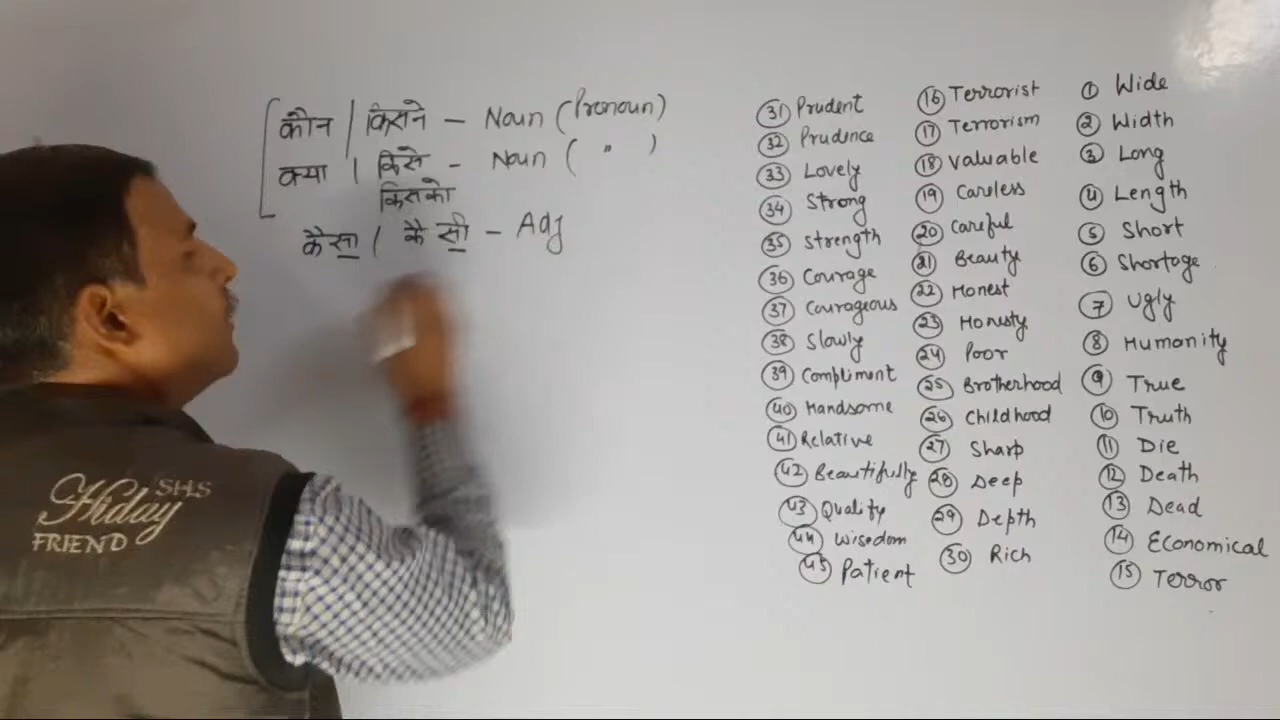 कौन / किसने - Noun (Pronoun)
क्या / किसे - Noun ( " )
किसको
कैसा / कैसी - Adj
31 Prudent
32 Prudence
33 Lovely
34 Strong
35 Strength
36 Courage
37 Courageous
38 Slowly
39 Compliment
40 Handsome
41 Relative
42 Beautifully
43 Quality
44 Wisedom
45 Patient
16 Terrorist
17 Terrorism
18 Valuable
19 Careless
20 Careful
21 Beauty
22 Honest
23 Honesty
24 Poor
25 Brotherhood
26 Childhood
27 Sharp
28 Deep
29 Depth
30 Rich
1 Wide
2 Width
3 Long
4 Length
5 Short
6 Shortage
7 Ugly
8 Humanity
9 True
10 Truth
11 Die
12 Death
13 Dead
14 Economical
15 Terror
SHS
Hiday
FRIEND